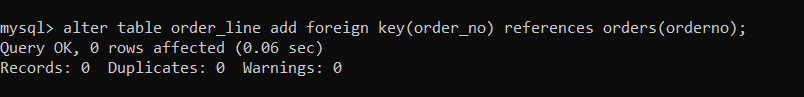 mysql> alter table order_line add foreign key(order_no) references orders(orderno);
Query OK, 0 rows affected (0.06 sec)
Records: 0  Duplicates: 0  Warnings: 0